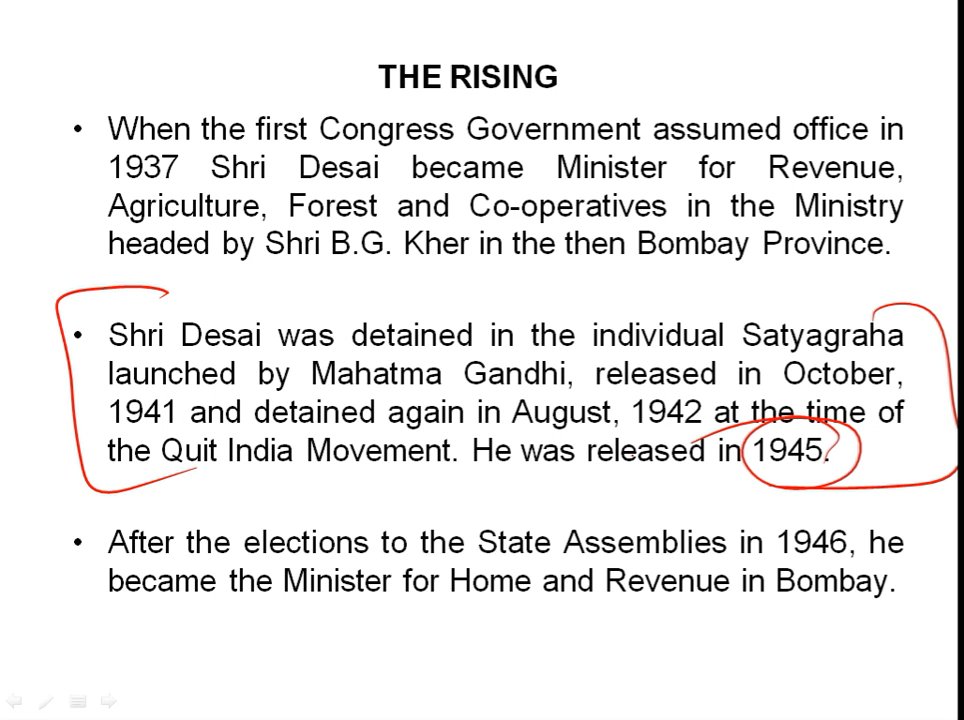 THE RISING
• When the first Congress Government assumed office in
1937 Shri Desai became Minister for Revenue,
Agriculture, Forest and Co-operatives in the Ministry
headed by Shri B.G. Kher in the then Bombay Province.
• Shri Desai was detained in the individual Satyagraha
launched by Mahatma Gandhi, released in October,
1941 and detained again in August, 1942 at the time of
the Quit India Movement. He was released in 1945.
• After the elections to the State Assemblies in 1946, he
became the Minister for Home and Revenue in Bombay.